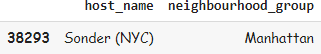 host_name neighbourhood_group
38293 Sonder (NYC) Manhattan